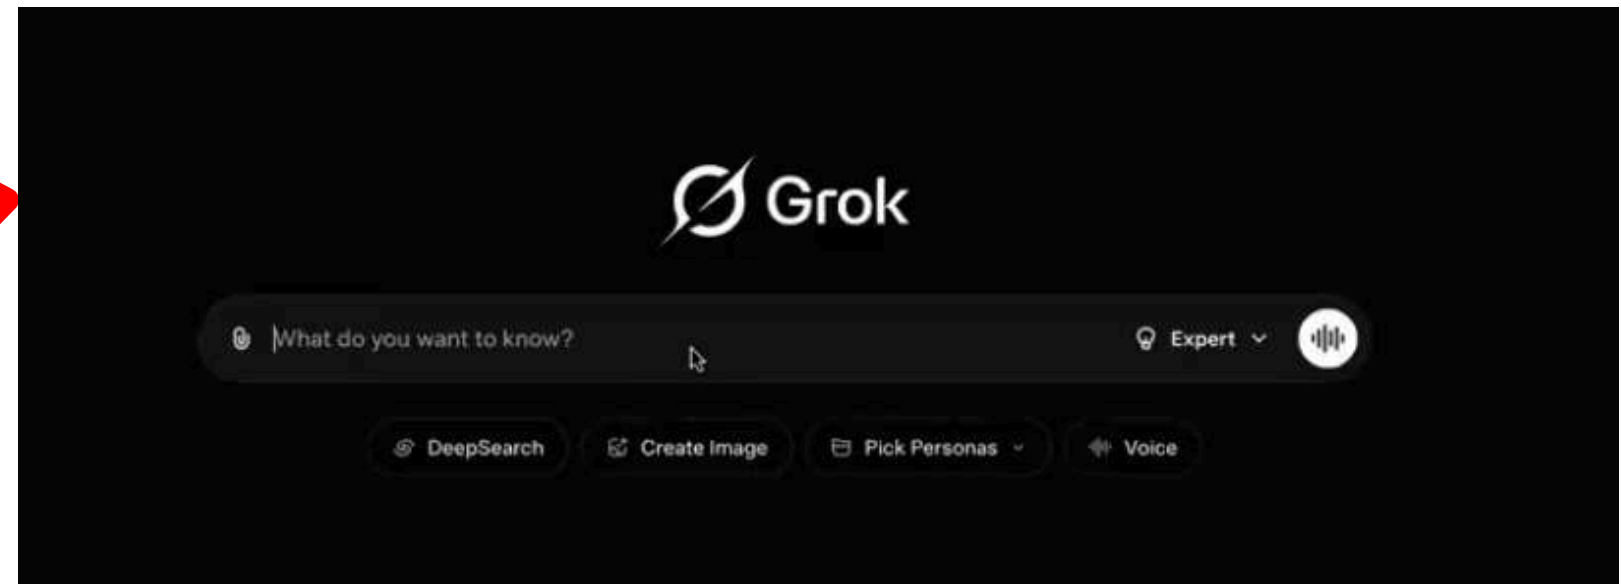 Grok
What do you want to know? Expert
DeepSearch Create Image Pick Personas Voice